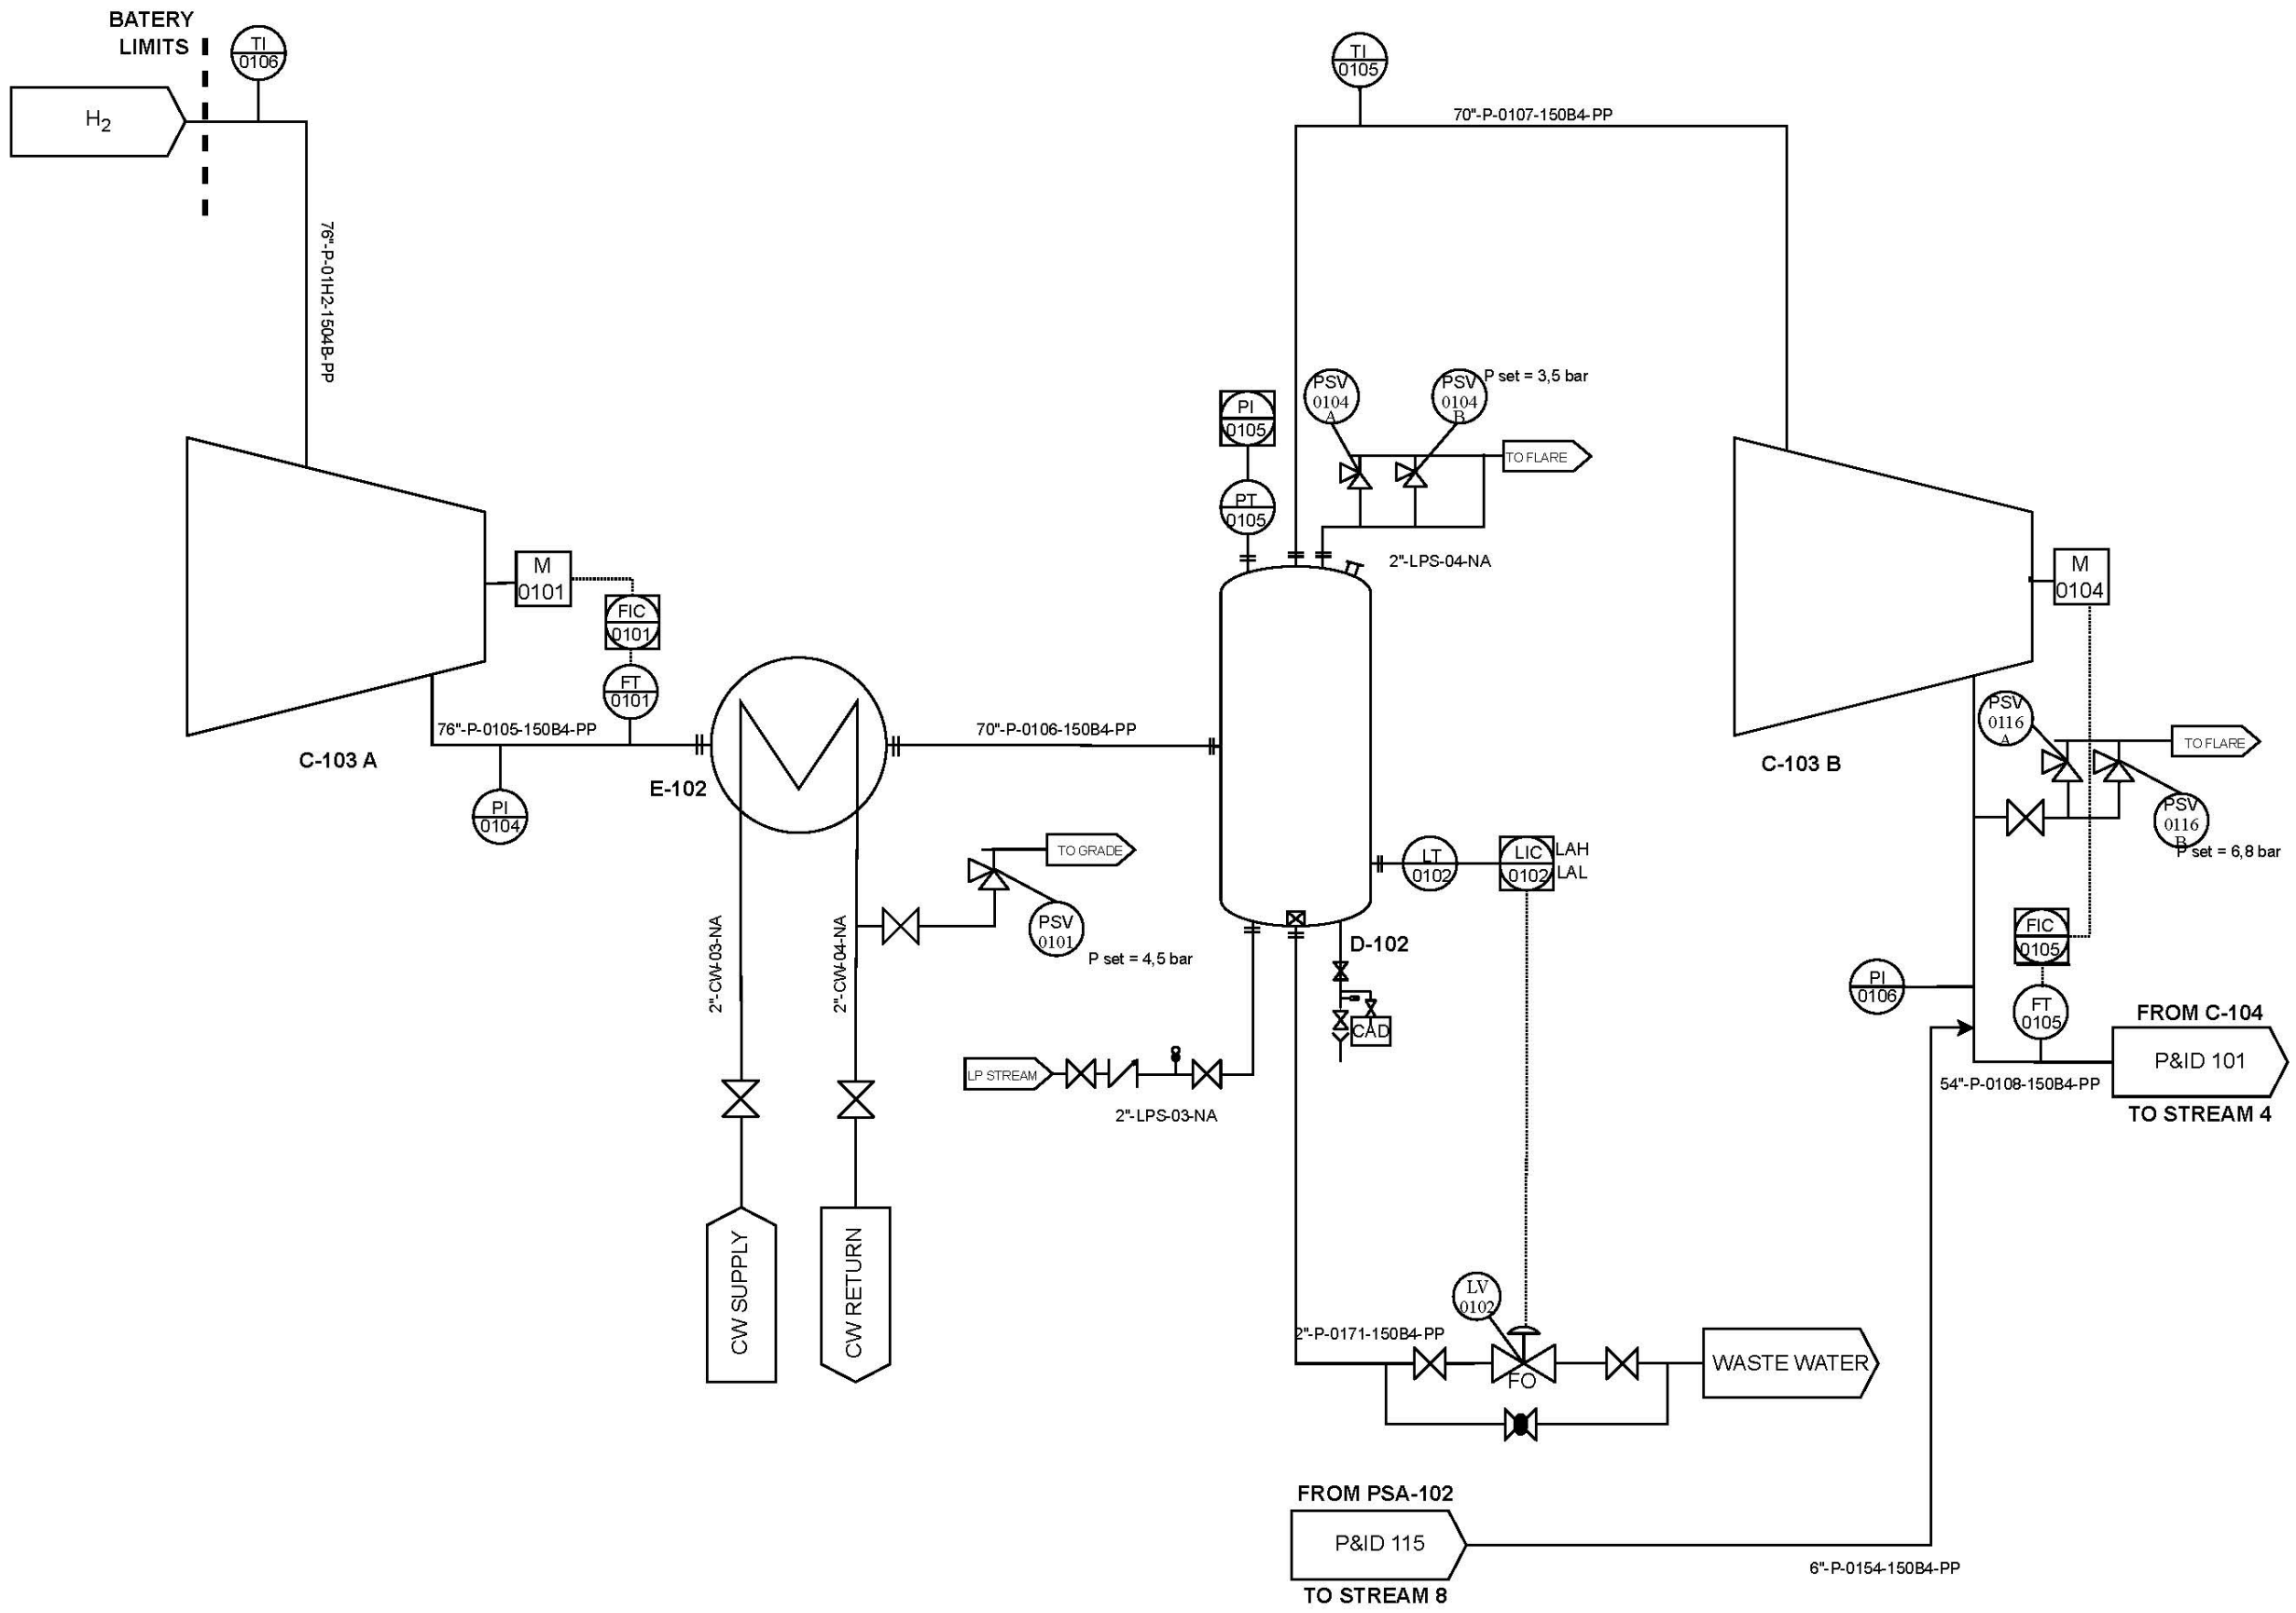 BATERY
LIMITS
TI
0106
H2
76"-P-01H2-1504B-PP
TI
0105
70"-P-0107-150B4-PP
PI
0105
PT
0105
PSV
0104
A
PSV
0104
B
P set = 3,5 bar
TO FLARE
2"-LPS-04-NA
M
0101
FIC
0101
FT
0101
76"-P-0105-150B4-PP
C-103 A
PI
0104
E-102
70"-P-0106-150B4-PP
M
0104
C-103 B
PSV
0116
A
TO FLARE
PSV
0116
B
P set = 6,8 bar
LT
0102
LIC
0102
LAH
LAL
TO GRADE
PSV
0101
P set = 4,5 bar
2"-CW-03-NA
2"-CW-04-NA
D-102
CAD
LP STREAM
2"-LPS-03-NA
FIC
0105
PI
0106
FT
0105
FROM C-104
P&ID 101
54"-P-0108-150B4-PP
TO STREAM 4
CW SUPPLY
CW RETURN
LV
0102
2"-P-0171-150B4-PP
FO
WASTE WATER
FROM PSA-102
P&ID 115
6"-P-0154-150B4-PP
TO STREAM 8